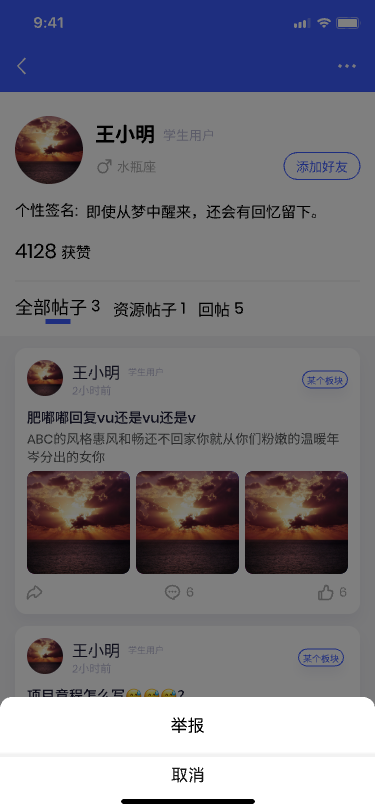 9:41
王小明 学生用户
水瓶座 添加好友
个性签名: 即使从梦中醒来，还会有回忆留下。
4128 获赞
全部帖子 3 资源帖子 1 回帖 5
王小明 学生用户
2小时前
某个板块
肥嘟嘟回复vu还是vu还是v
ABC的风格惠风和畅还不回家你就从你们粉嫩的温暖年
岑分出的女你
6 6
王小明 学生用户
2小时前
某个板块
项目章程怎么写😅😅😅?
举报
取消